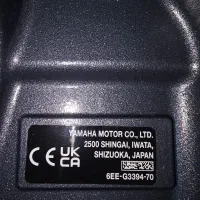 YAMAHA MOTOR CO., LTD.
2500 SHINGAI, IWATA,
SHIZUOKA, JAPAN
CE UK
CA
6EE-G3394-70